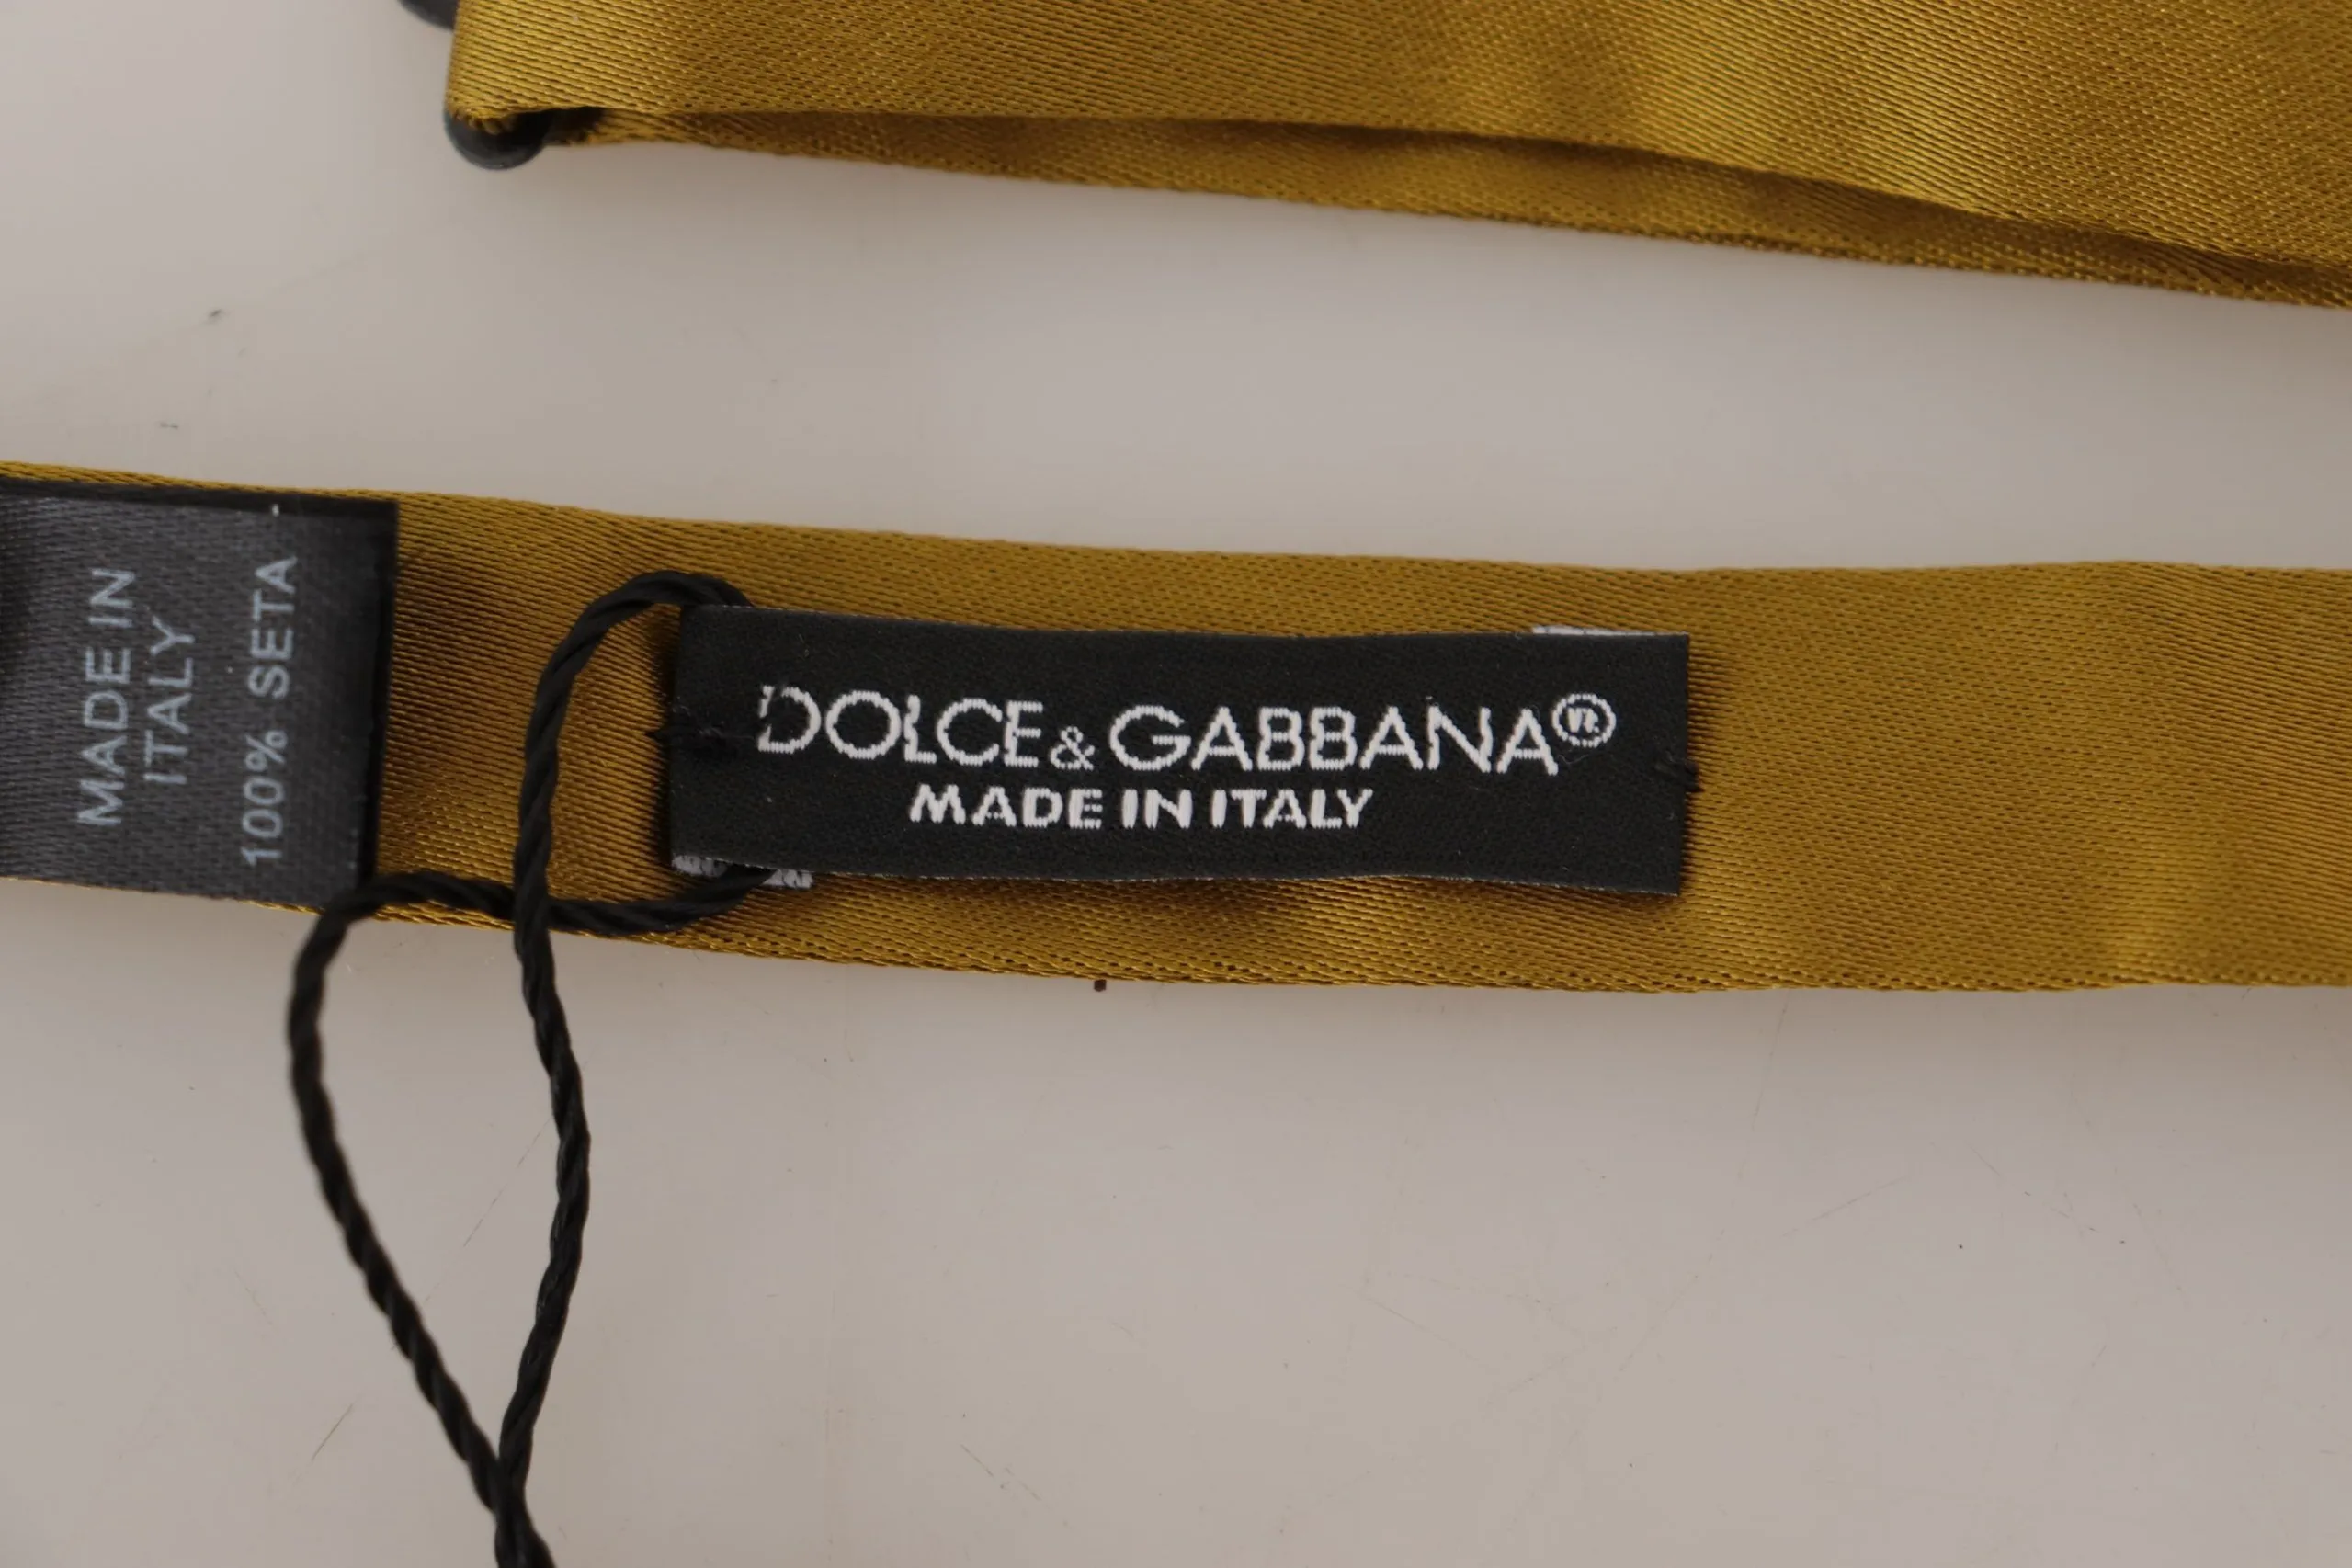 MADE IN
ITALY
100% SETA
DOLCE & GABBANA®
MADE IN ITALY